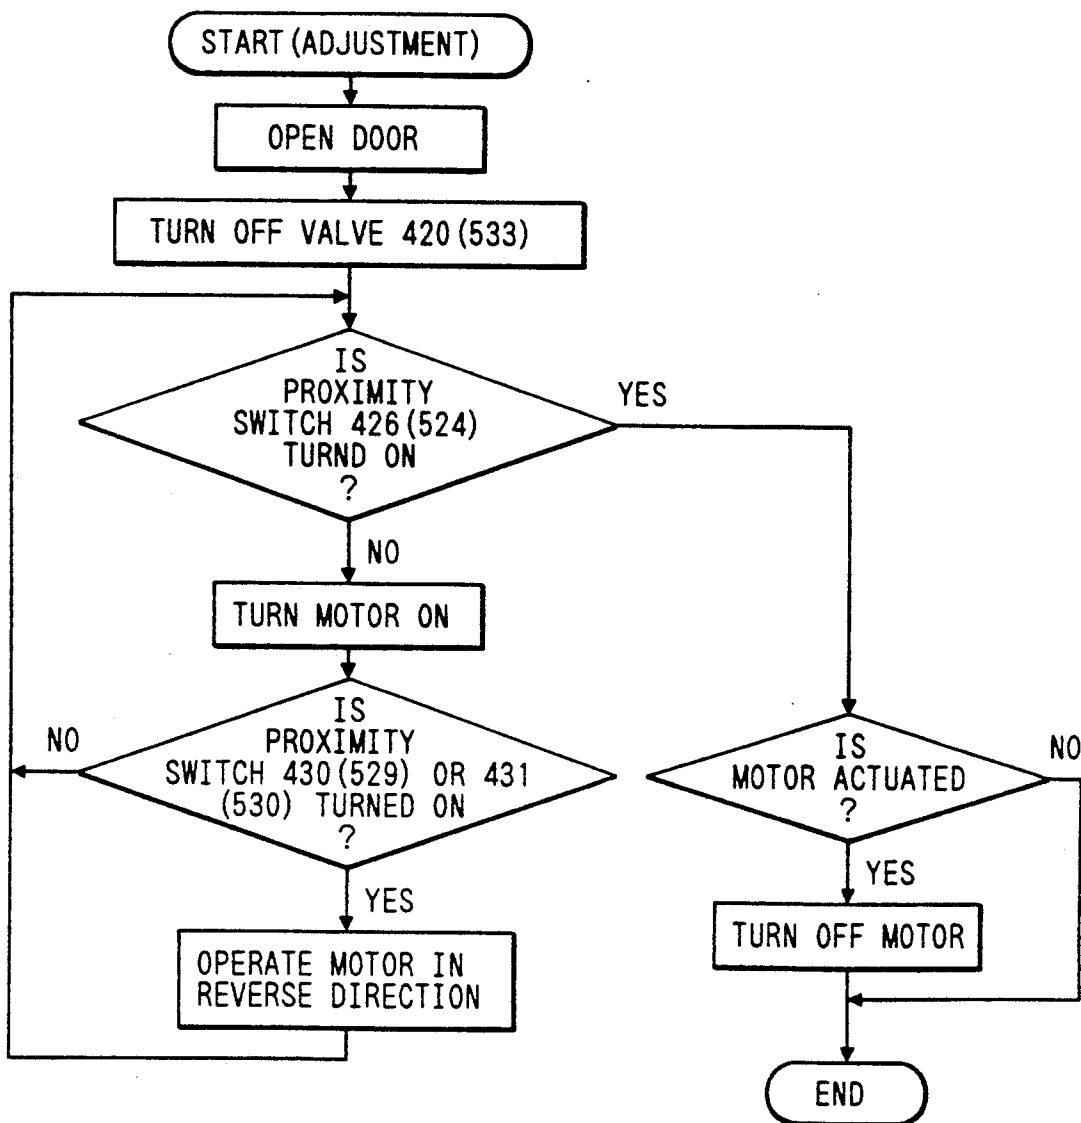 START(ADJUSTMENT)
OPEN DOOR
TURN OFF VALVE 420(533)
IS
PROXIMITY
SWITCH 426(524)
TURND ON
?
YES
NO
TURN MOTOR ON
IS
PROXIMITY
SWITCH 430(529) OR 431
(530) TURNED ON
?
NO
YES
OPERATE MOTOR IN
REVERSE DIRECTION
IS
MOTOR ACTUATED
?
NO
YES
TURN OFF MOTOR
END